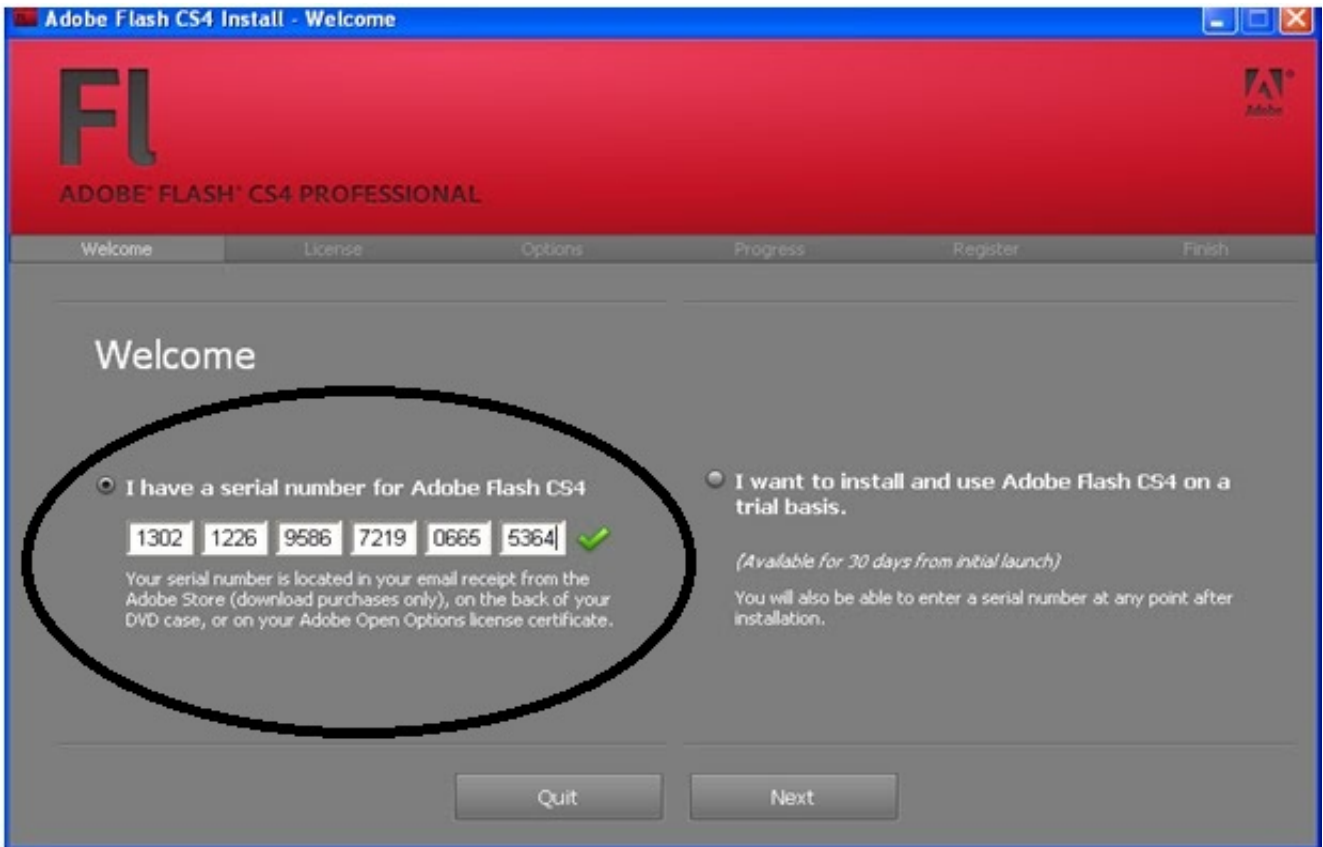 Adobe Flash CS4 Install - Welcome
Fl
Adobe
ADOBE® FLASH® CS4 PROFESSIONAL
Welcome License Options Progress Register Finish
Welcome
I have a serial number for Adobe Flash CS4
1302 1226 9586 7219 0665 5364
Your serial number is located in your email receipt from the
Adobe Store (download purchases only), on the back of your
DVD case, or on your Adobe Open Options license certificate.
I want to install and use Adobe Flash CS4 on a
trial basis.
(Available for 30 days from initial launch)
You will also be able to enter a serial number at any point after
installation.
Quit Next